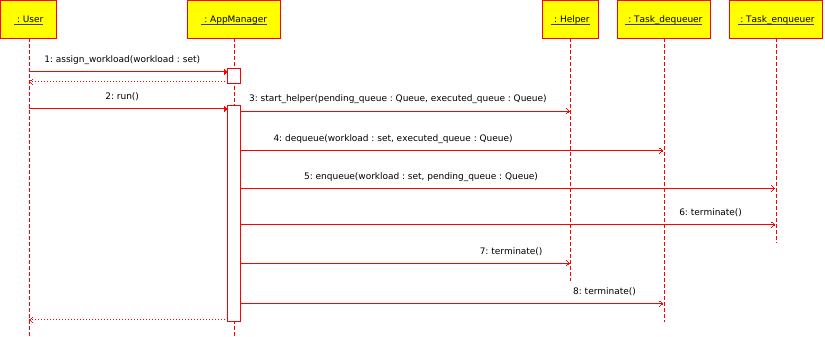 : User
: AppManager
: Helper
: Task_dequeuer
: Task_enqueuer
1: assign_workload(workload : set)
2: run()
3: start_helper(pending_queue : Queue, executed_queue : Queue)
4: dequeue(workload : set, executed_queue : Queue)
5: enqueue(workload : set, pending_queue : Queue)
6: terminate()
7: terminate()
8: terminate()